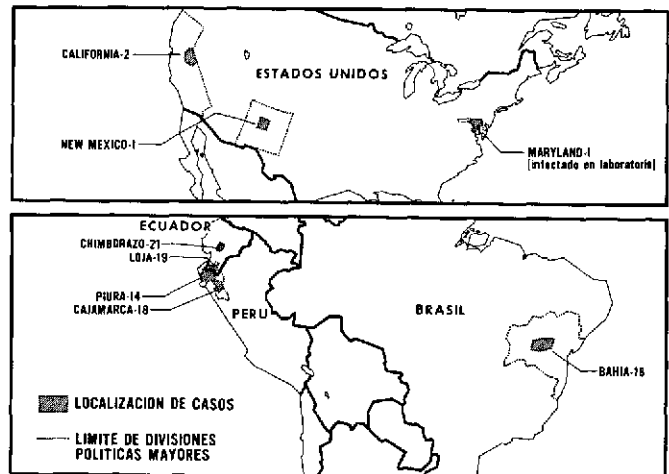 CALIFORNIA-2
ESTADOS UNIDOS
NEW MEXICO-1
MARYLAND-1
[infectado en laboratorio]
ECUADOR
CHIMBORAZO-21
LOJA-19
PIURA-14
CAJAMARCA-18
PERU
BRASIL
BAHIA-26
LOCALIZACION DE CASOS
LIMITE DE DIVISIONES
POLITICAS MAYORES